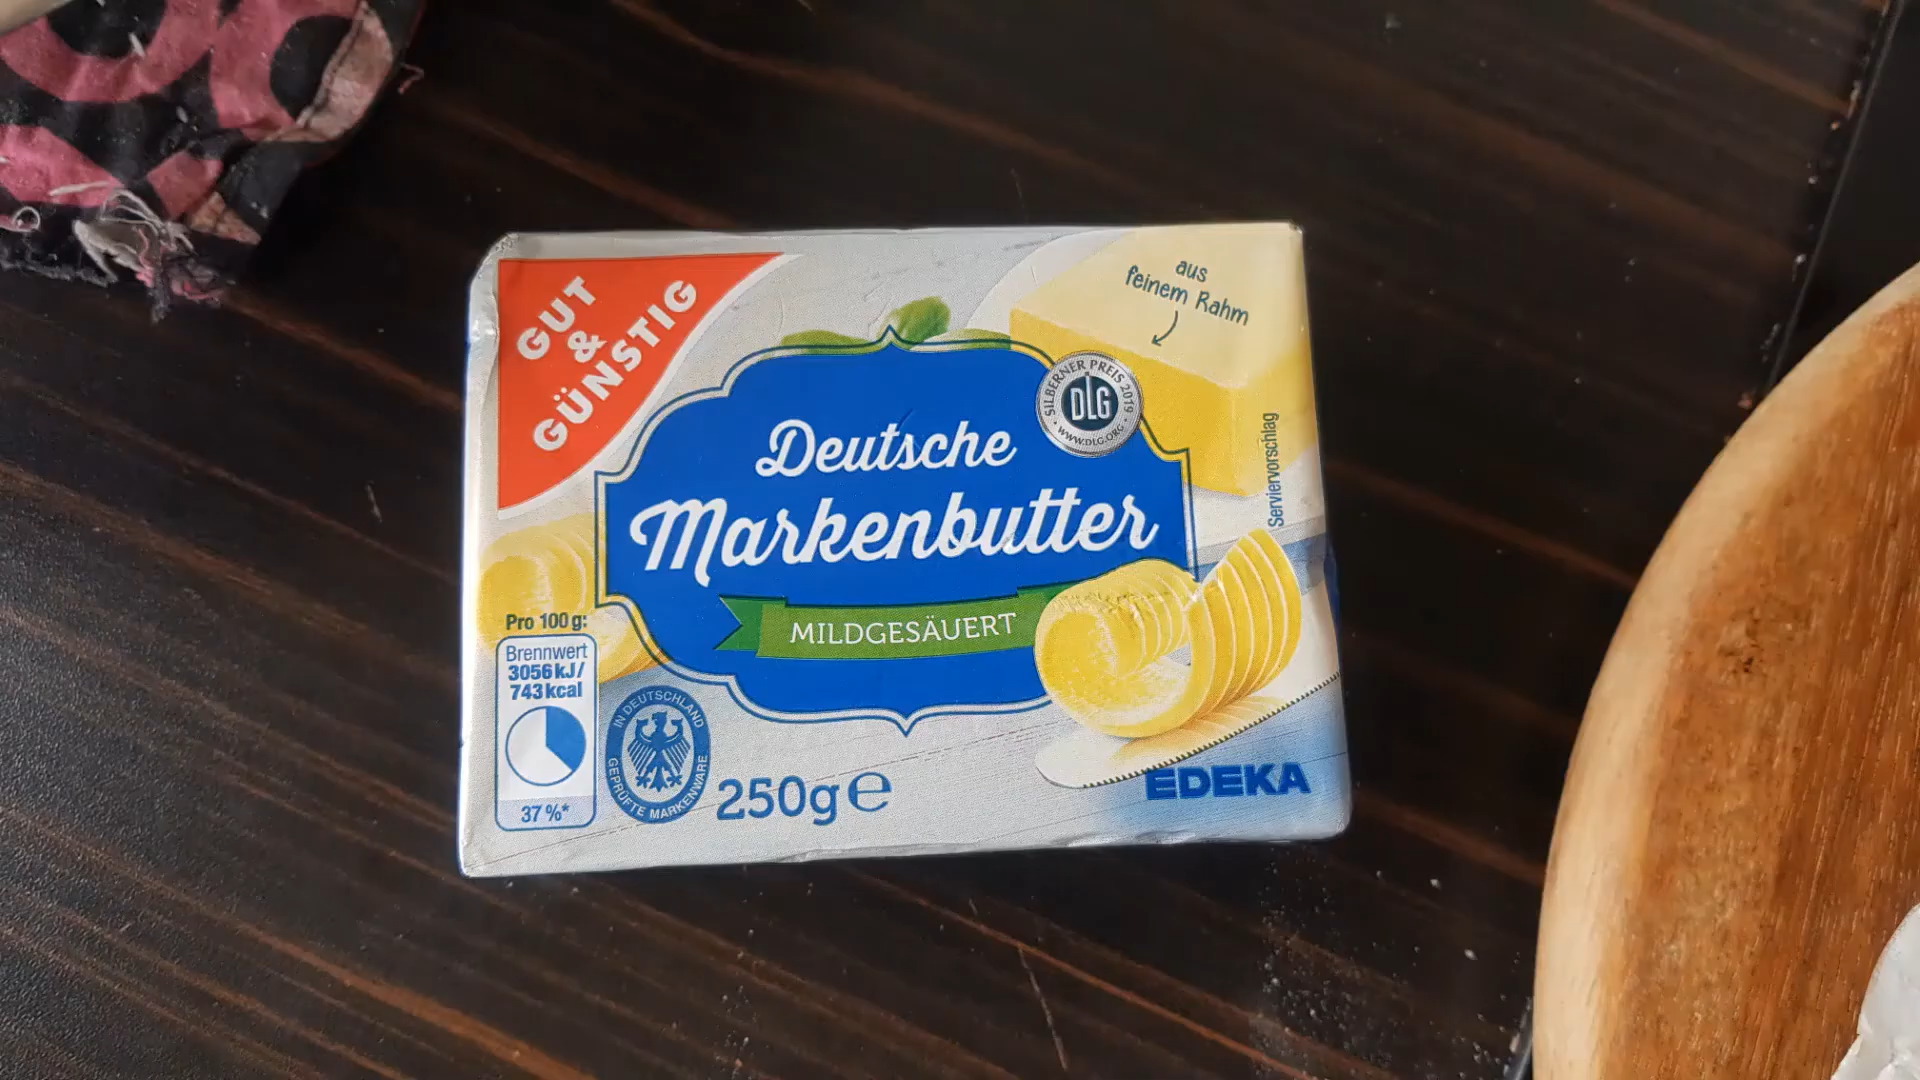 GUT
&
GÜNSTIG
aus
feinem Rahm
SILBERNER PREIS 2019
DLG
WWW.DLG.ORG
Deutsche
Markenbutter
MILDGESÄUERT
Serviervorschlag
Pro 100 g:
Brennwert
3056 kJ/
743 kcal
37 %*
IN DEUTSCHLAND
GEPRÜFTE MARKENWARE
250g e
EDEKA